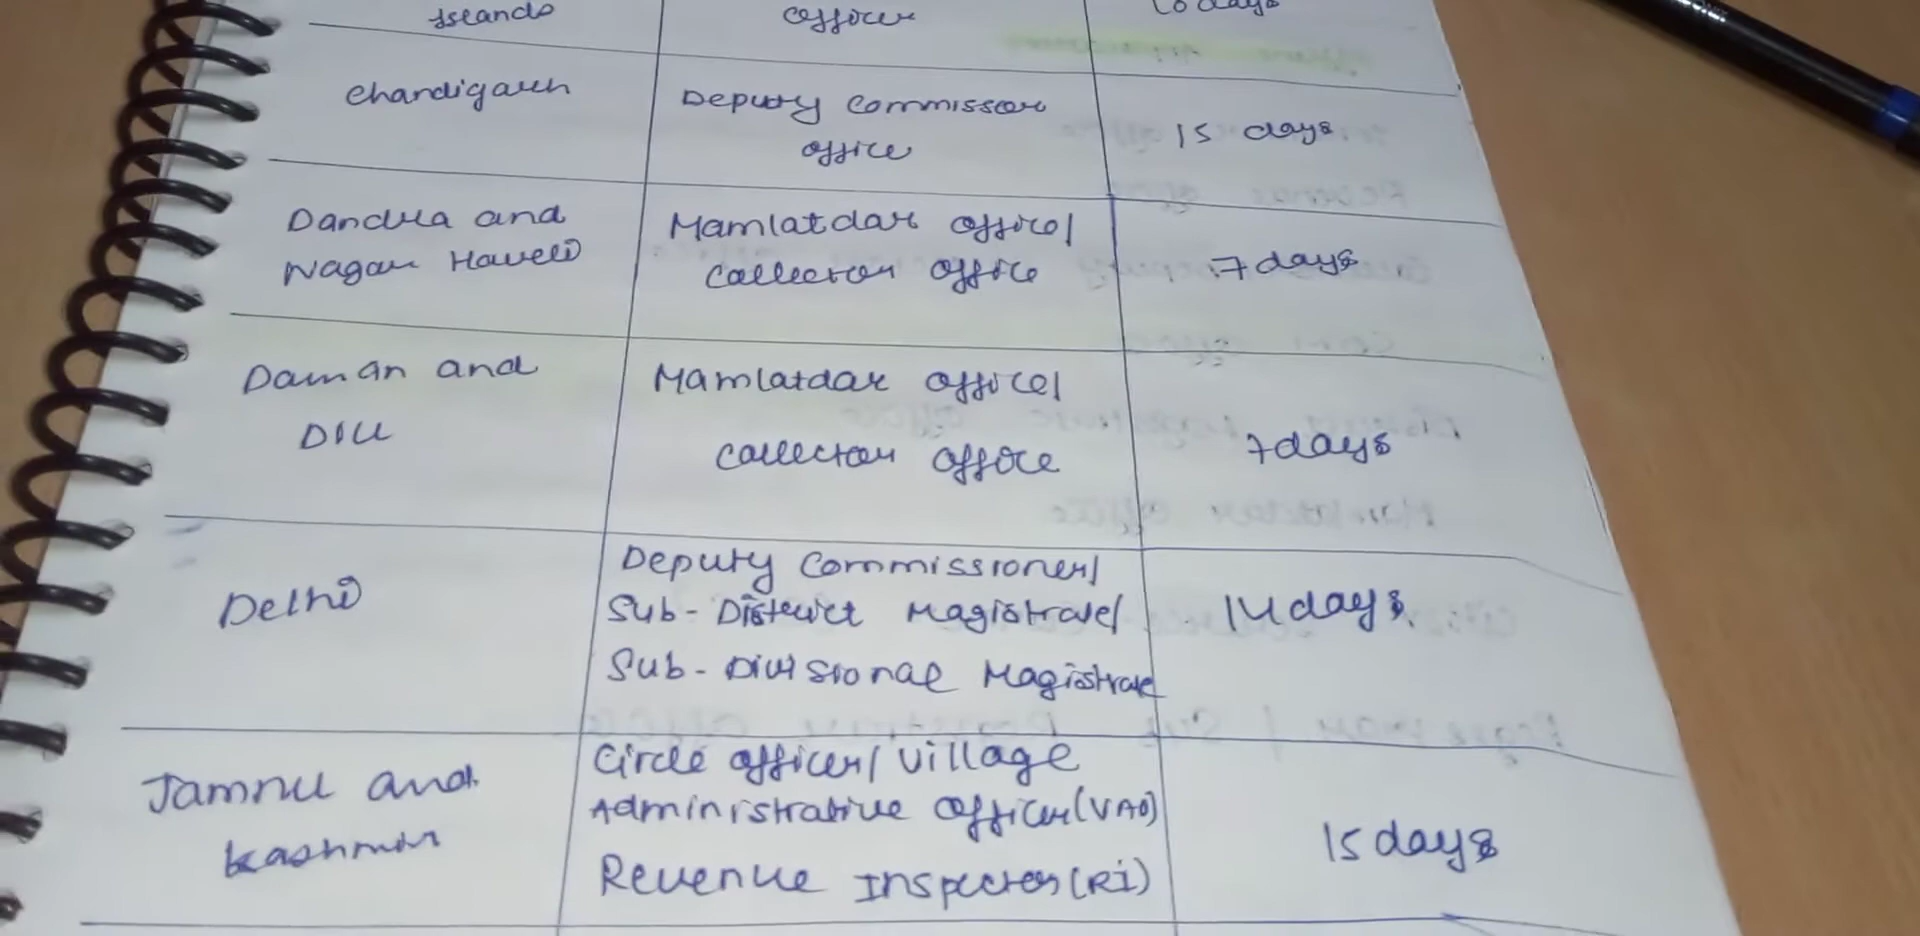 Islands
officer
Chandigarh
Deputy Commissoor
office
15 days
Dandra and
Nagar Haveli
Mamlatdar office/
Collector office
7 days
Daman and
DIU
Mamlatdar office/
Collector office
7 days
Delhi
Deputy Commissioner/
Sub-District Magistrate/
Sub-Divisional Magistrate
14 days
Jammu and
Kashmir
Circle officer/ Village
Administrative officer (VAO)
Revenue Inspector (RI)
15 days